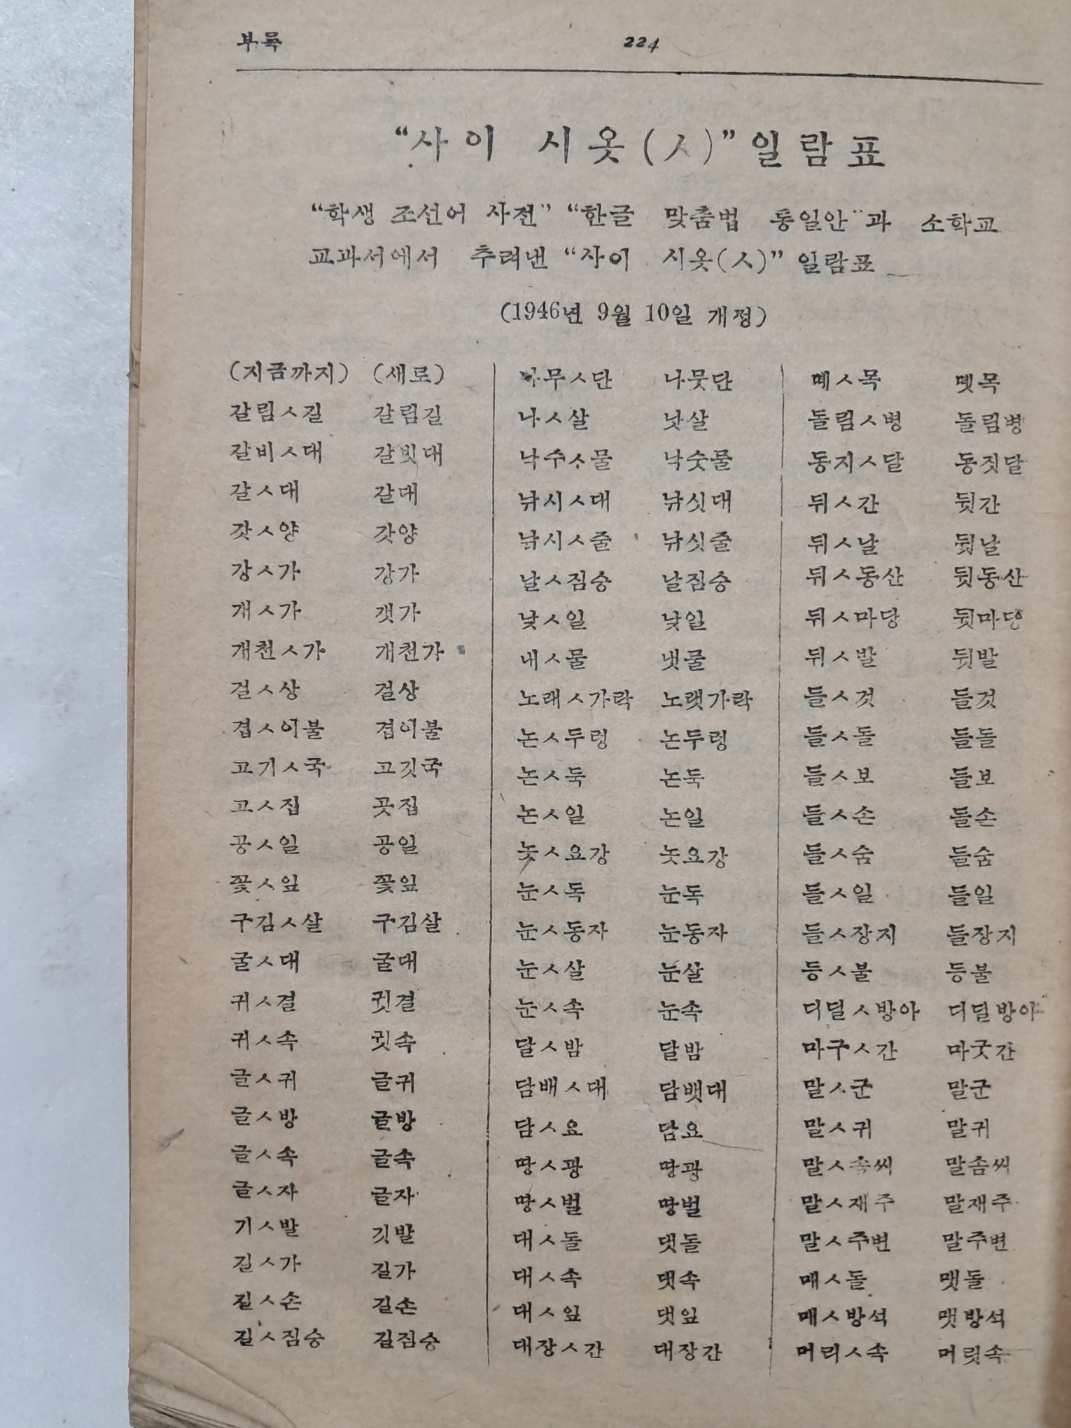 부록 224
“사이 시옷(ㅅ)” 일람표
“학생 조선어 사전” “한글 맞춤법 통일안”과 소학교
교과서에서 추려낸 “사이 시옷(ㅅ)” 일람표
(1946년 9월 10일 개정)
(지금까지) (새로)
갈림ㅅ길 갈림길
갈비ㅅ대 갈빗대
갈ㅅ대 갈대
갓ㅅ양 갓양
강ㅅ가 강가
개ㅅ가 갯가
개천ㅅ가 개천가
걸ㅅ상 걸상
겹ㅅ이불 겹이불
고기ㅅ국 고깃국
고ㅅ집 곳집
공ㅅ일 공일
꽃ㅅ잎 꽃잎
구김ㅅ살 구김살
굴ㅅ대 굴대
귀ㅅ결 귓결
귀ㅅ속 귓속
글ㅅ귀 글귀
글ㅅ방 글방
글ㅅ속 글속
글ㅅ자 글자
기ㅅ발 깃발
길ㅅ가 길가
길ㅅ손 길손
길ㅅ짐승 길짐승
나무ㅅ단 나뭇단
나ㅅ살 낫살
낙수ㅅ물 낙숫물
낚시ㅅ대 낚싯대
낚시ㅅ줄 낚싯줄
날ㅅ짐승 날짐승
낮ㅅ일 낮일
내ㅅ물 냇물
노래ㅅ가락 노랫가락
논ㅅ두렁 논두렁
논ㅅ둑 논둑
논ㅅ일 논일
놋ㅅ요강 놋요강
눈ㅅ독 눈독
눈ㅅ동자 눈동자
눈ㅅ살 눈살
눈ㅅ속 눈속
달ㅅ밤 달밤
담배ㅅ대 담뱃대
담ㅅ요 담요
땅ㅅ광 땅광
땅ㅅ벌 땅벌
대ㅅ돌 댓돌
대ㅅ속 댓속
대ㅅ잎 댓잎
대장ㅅ간 대장간
떼ㅅ목 뗏목
돌림ㅅ병 돌림병
동지ㅅ달 동짓달
뒤ㅅ간 뒷간
뒤ㅅ날 뒷날
뒤ㅅ동산 뒷동산
뒤ㅅ마당 뒷마당
뒤ㅅ발 뒷발
들ㅅ것 들것
들ㅅ돌 들돌
들ㅅ보 들보
들ㅅ손 들손
들ㅅ숨 들숨
들ㅅ일 들일
들ㅅ장지 들장지
등ㅅ불 등불
디딜ㅅ방아 디딜방아
마구ㅅ간 마굿간
말ㅅ군 말군
말ㅅ귀 말귀
말ㅅ솜씨 말솜씨
말ㅅ재주 말재주
말ㅅ주변 말주변
매ㅅ돌 맷돌
매ㅅ방석 맷방석
머리ㅅ속 머릿속